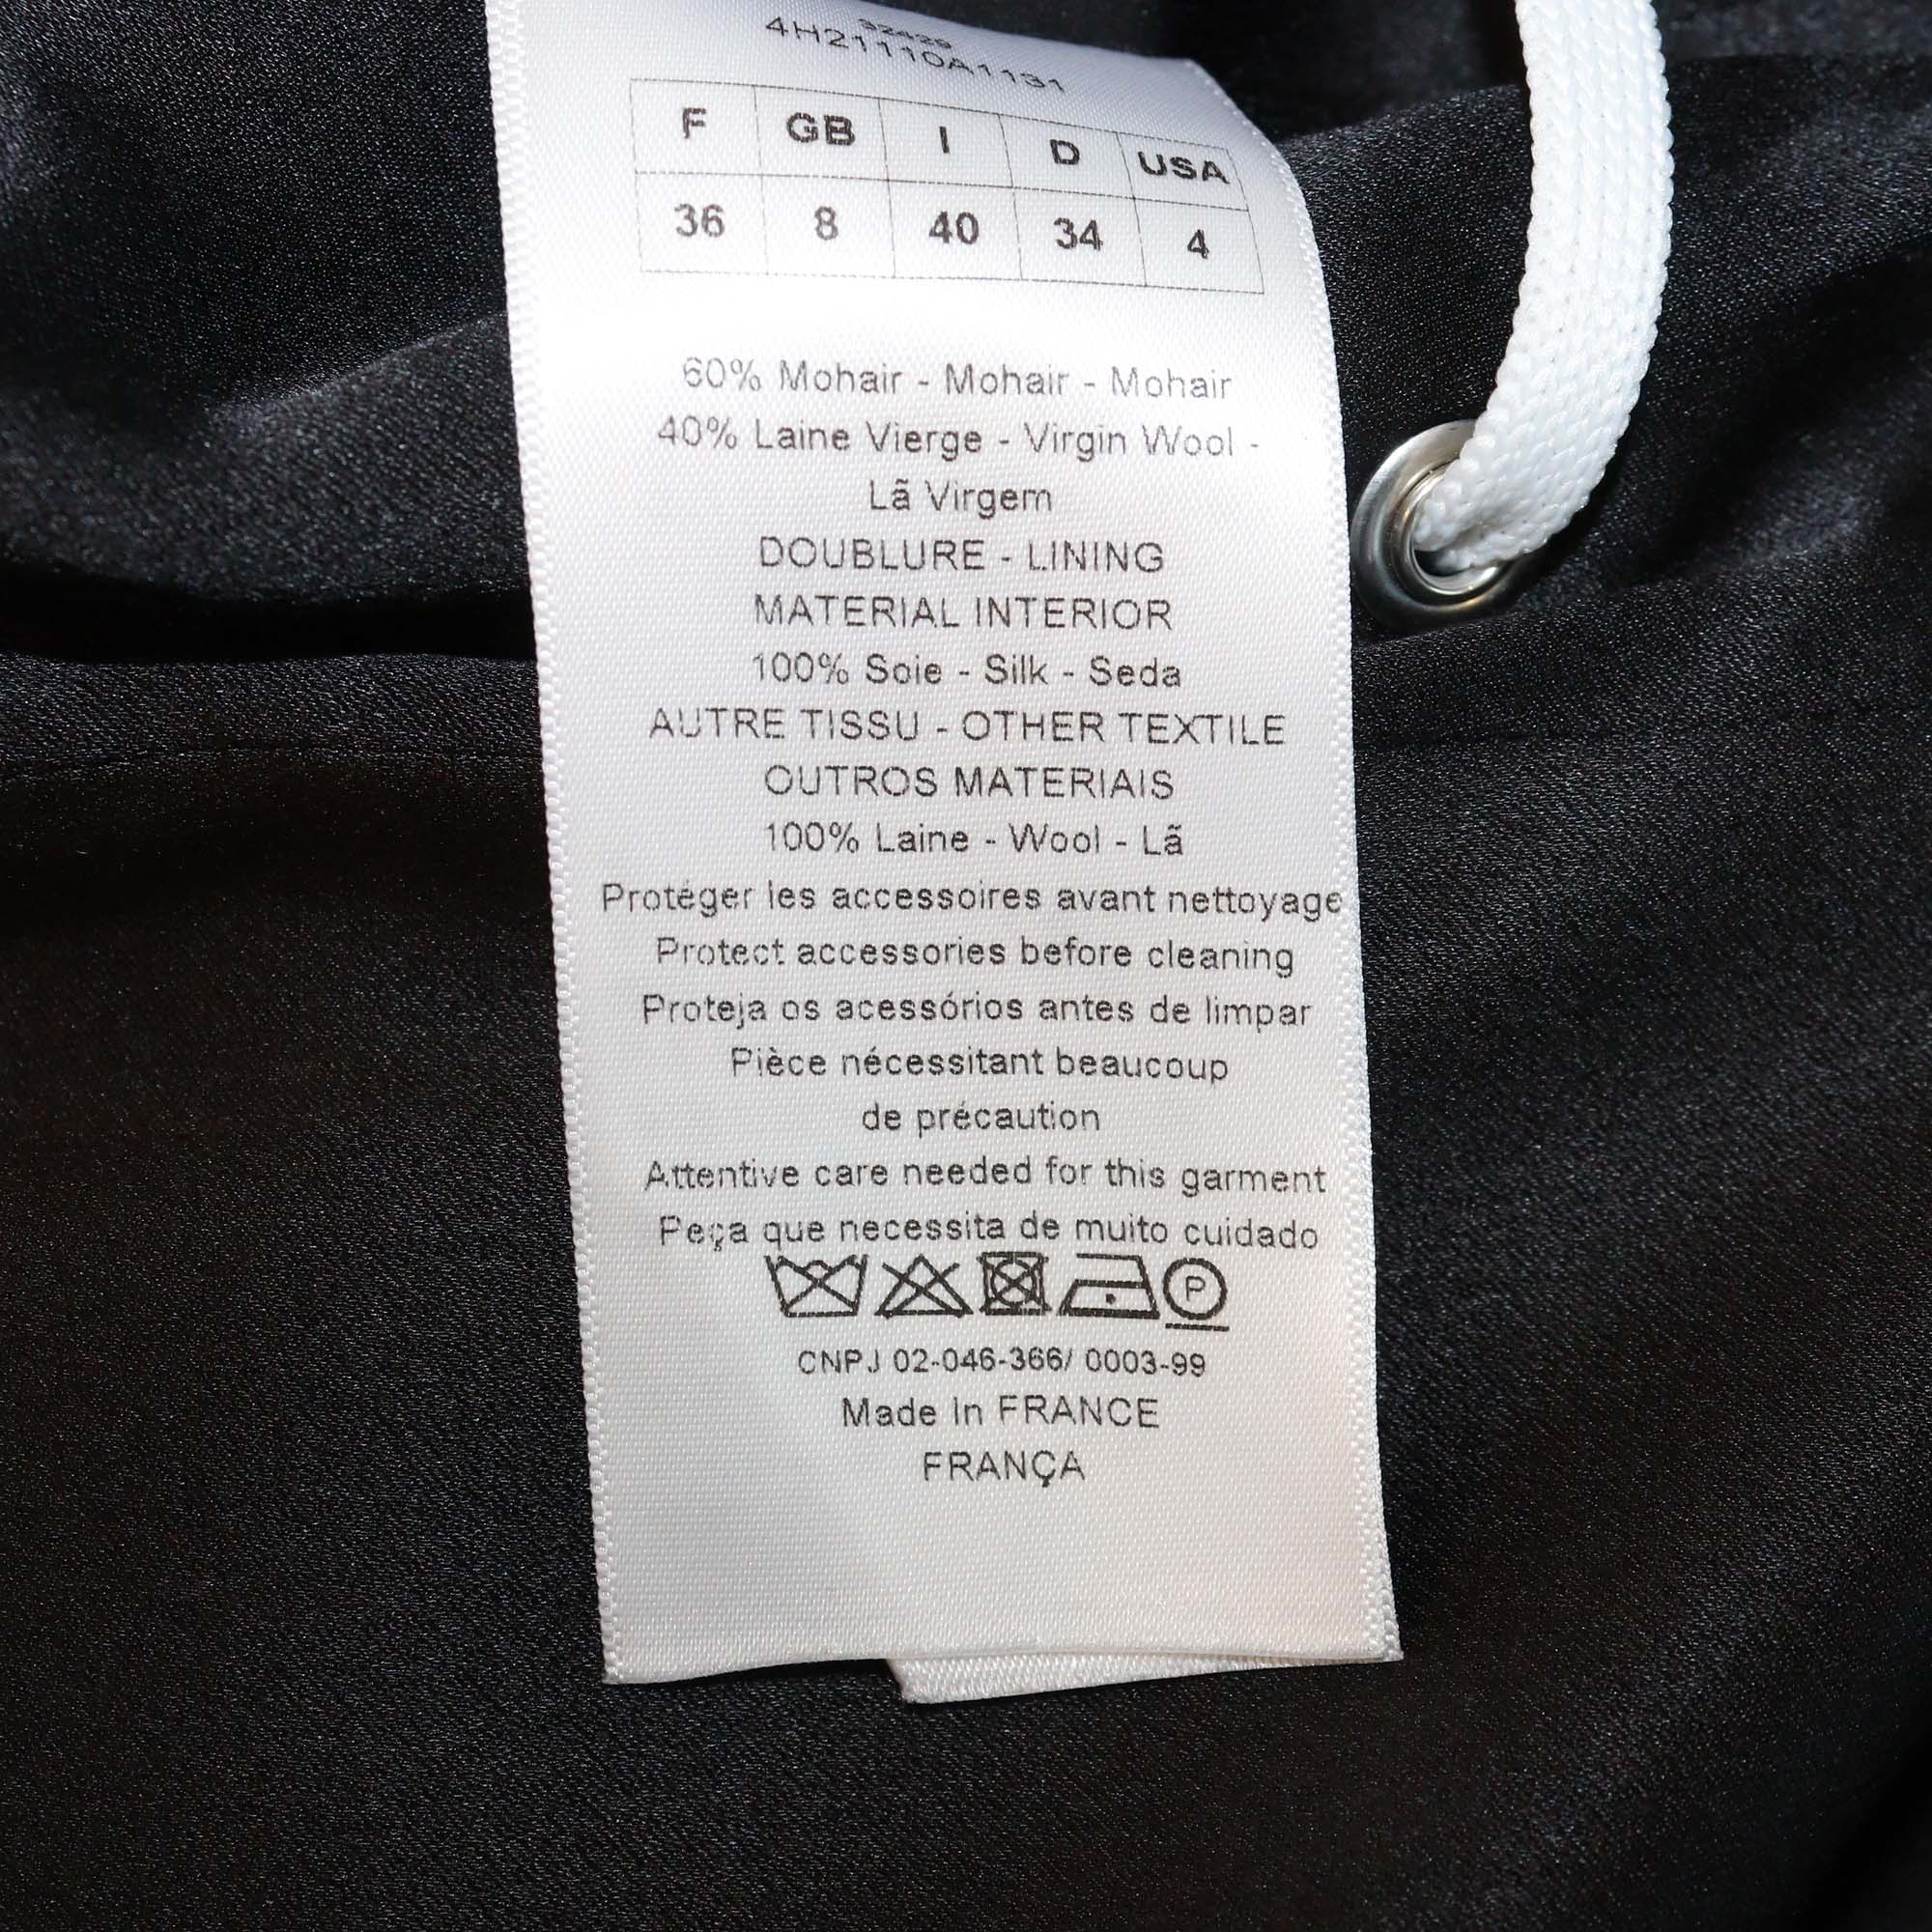 32429
4H21110A1131
F GB I D USA
36 8 40 34 4
60% Mohair - Mohair - Mohair
40% Laine Vierge - Virgin Wool -
Lã Virgem
DOUBLURE - LINING
MATERIAL INTERIOR
100% Soie - Silk - Seda
AUTRE TISSU - OTHER TEXTILE
OUTROS MATERIAIS
100% Laine - Wool - Lã
Protéger les accessoires avant nettoyage
Protect accessories before cleaning
Proteja os acessórios antes de limpar
Pièce nécessitant beaucoup
de précaution
Attentive care needed for this garment
Peça que necessita de muito cuidado
P
CNPJ 02-046-366/ 0003-99
Made in FRANCE
FRANÇA